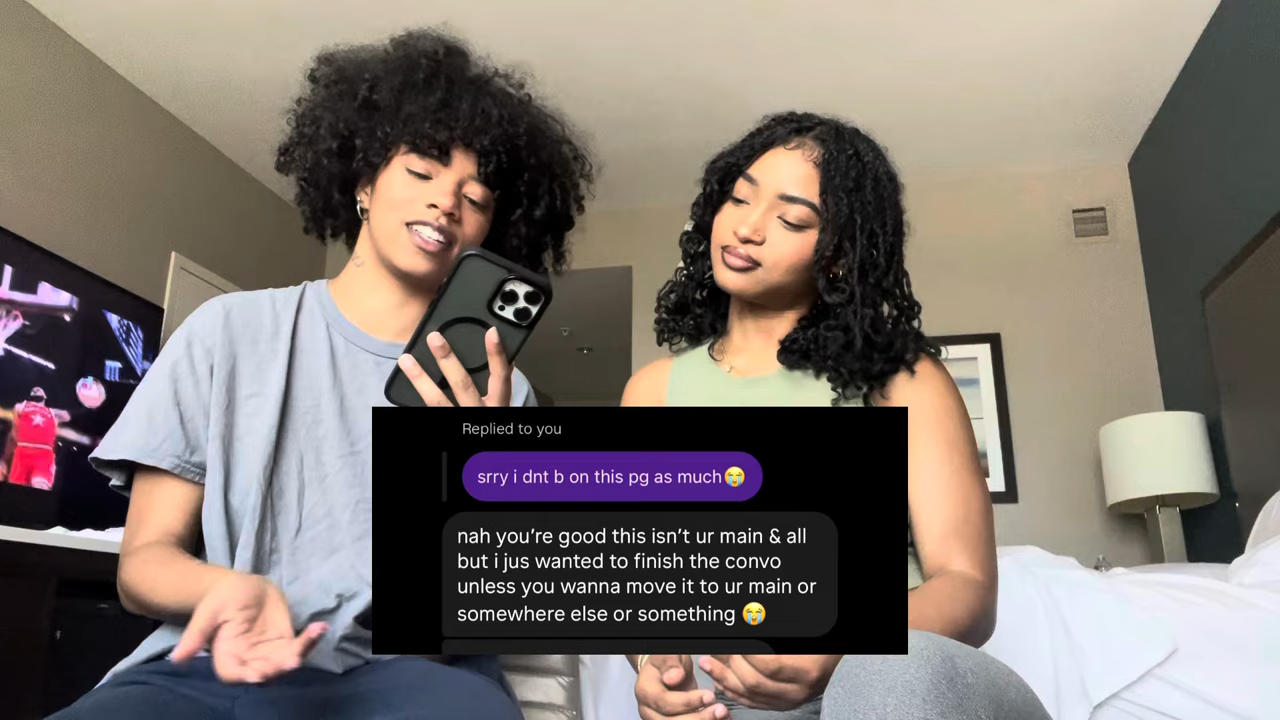 Replied to you
srry i dnt b on this pg as much😭
nah you’re good this isn’t ur main & all
but i jus wanted to finish the convo
unless you wanna move it to ur main or
somewhere else or something 😭